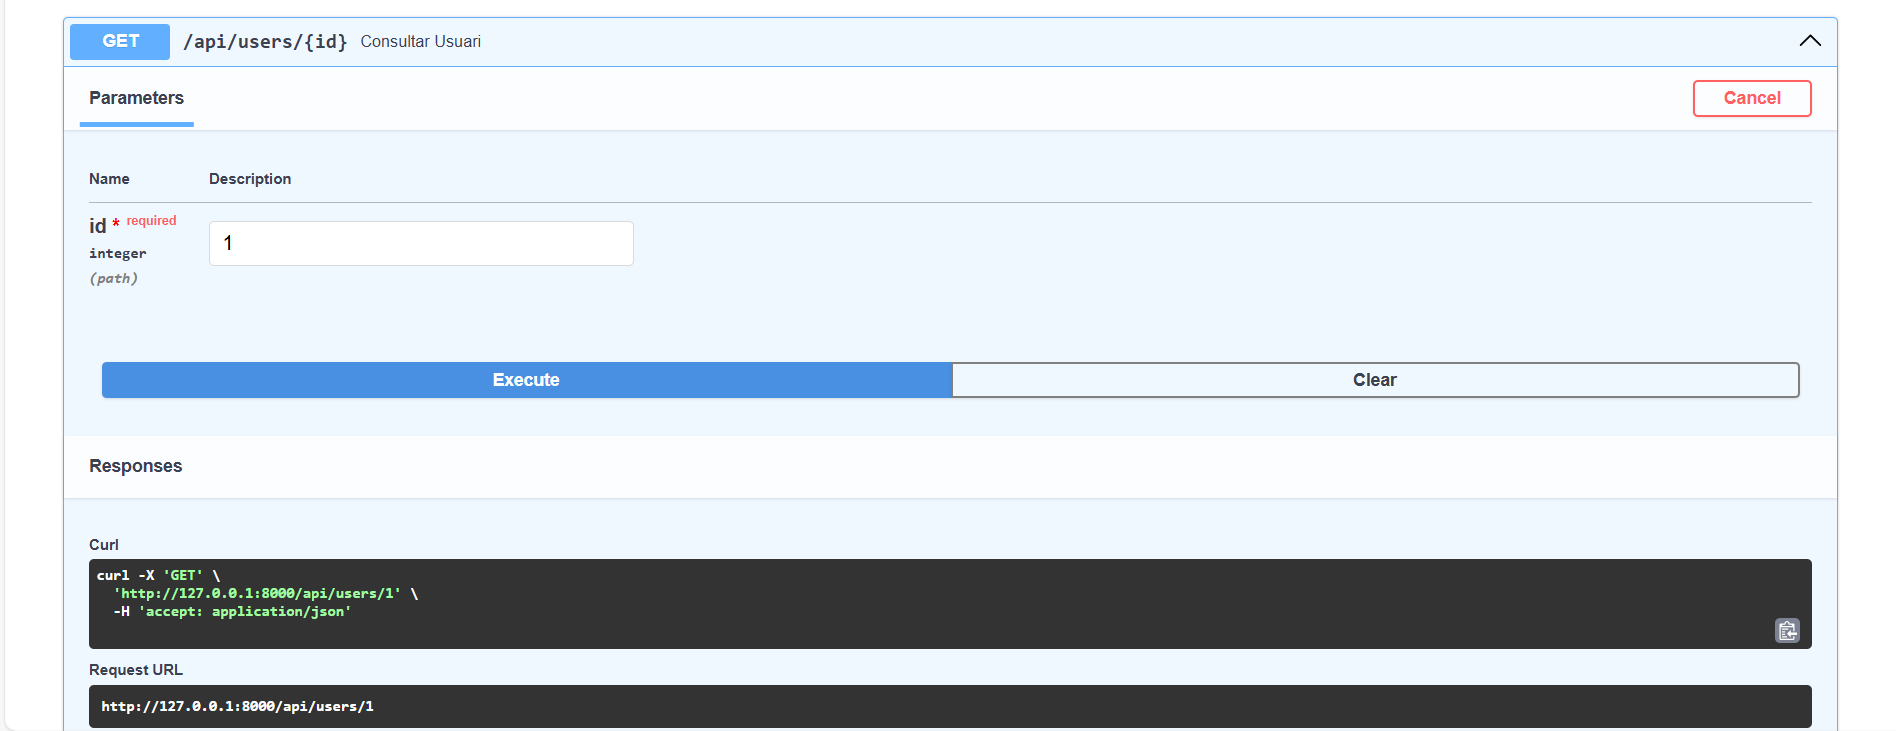 GET /api/users/{id} Consultar Usuari
Parameters
Cancel
Name Description
id * required
integer
(path)
1
Execute
Clear
Responses
Curl
curl -X 'GET' \
'http://127.0.0.1:8000/api/users/1' \
-H 'accept: application/json'
Request URL
http://127.0.0.1:8000/api/users/1